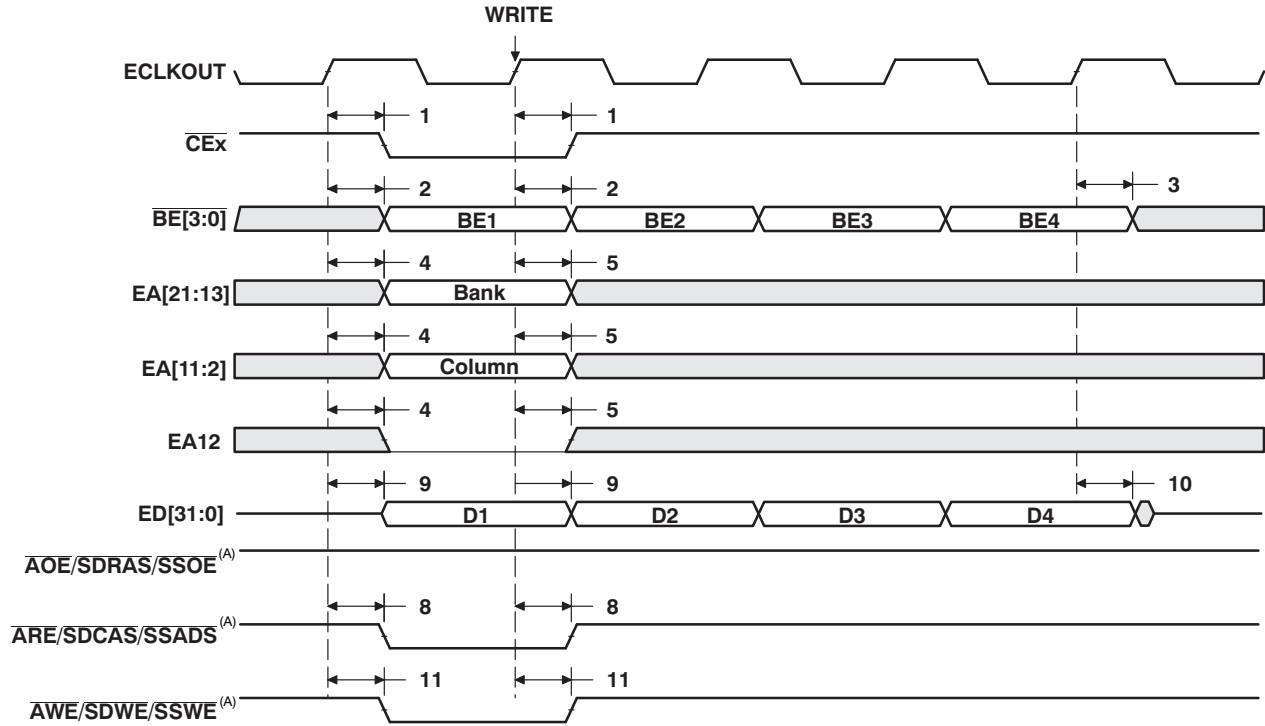 WRITE
ECLKOUT
1 1
CEx
2 2 3
BE[3:0] BE1 BE2 BE3 BE4
4 5
EA[21:13] Bank
4 5
EA[11:2] Column
4 5
EA12
9 9 10
ED[31:0] D1 D2 D3 D4
AOE/SDRAS/SSOE(A)
8 8
ARE/SDCAS/SSADS(A)
11 11
AWE/SDWE/SSWE(A)